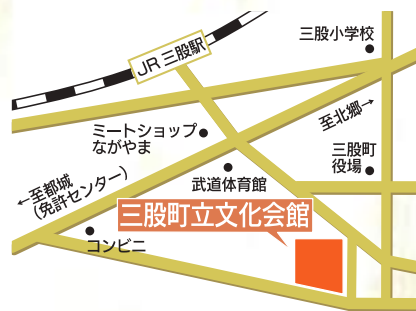 三股小学校
JR 三股駅
至北郷→
ミートショップ
ながやま
三股町
役場
武道体育館
←至都城
(免許センター)
三股町立文化会館
コンビニ